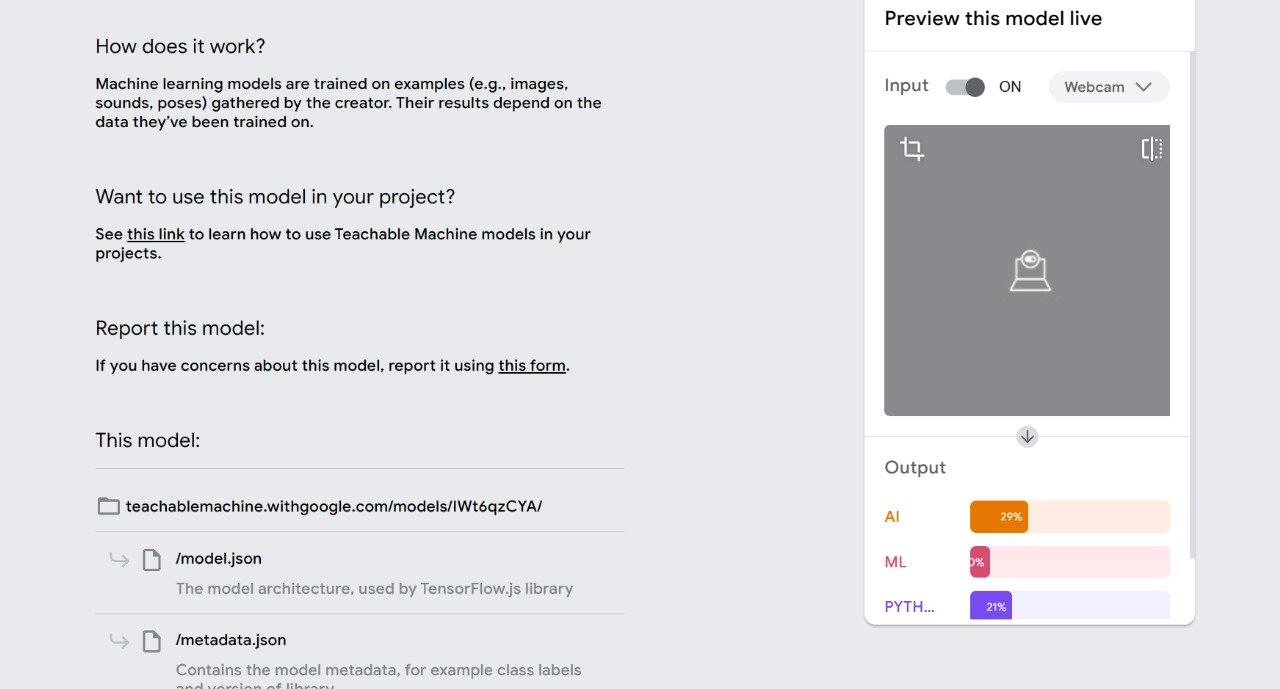 How does it work?
Machine learning models are trained on examples (e.g., images,
sounds, poses) gathered by the creator. Their results depend on the
data they’ve been trained on.
Want to use this model in your project?
See this link to learn how to use Teachable Machine models in your
projects.
Report this model:
If you have concerns about this model, report it using this form.
This model:
teachablemachine.withgoogle.com/models/lWt6qzCYA/
/model.json
The model architecture, used by TensorFlow.js library
/metadata.json
Contains the model metadata, for example class labels
and version of library
Preview this model live
Input ON Webcam
Output
AI 29%
ML 0%
PYTH... 21%